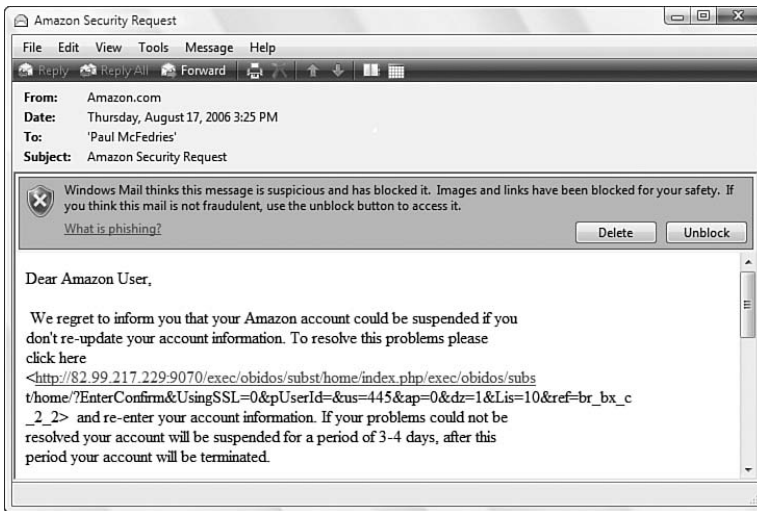 Amazon Security Request
File Edit View Tools Message Help
Reply Reply All Forward
From: Amazon.com
Date: Thursday, August 17, 2006 3:25 PM
To: 'Paul McFedries'
Subject: Amazon Security Request
Windows Mail thinks this message is suspicious and has blocked it. Images and links have been blocked for your safety. If
you think this mail is not fraudulent, use the unblock button to access it.
What is phishing?
Delete Unblock
Dear Amazon User,
We regret to inform you that your Amazon account could be suspended if you
don't re-update your account information. To resolve this problems please
click here
<http://82.99.217.229:9070/exec/obidos/subst/home/index.php/exec/obidos/subs
t/home/?EnterConfirm&UsingSSL=0&pUserId=&us=445&ap=0&dz=1&Lis=10&ref=br_bx_c
_2_2> and re-enter your account information. If your problems could not be
resolved your account will be suspended for a period of 3-4 days, after this
period your account will be terminated.